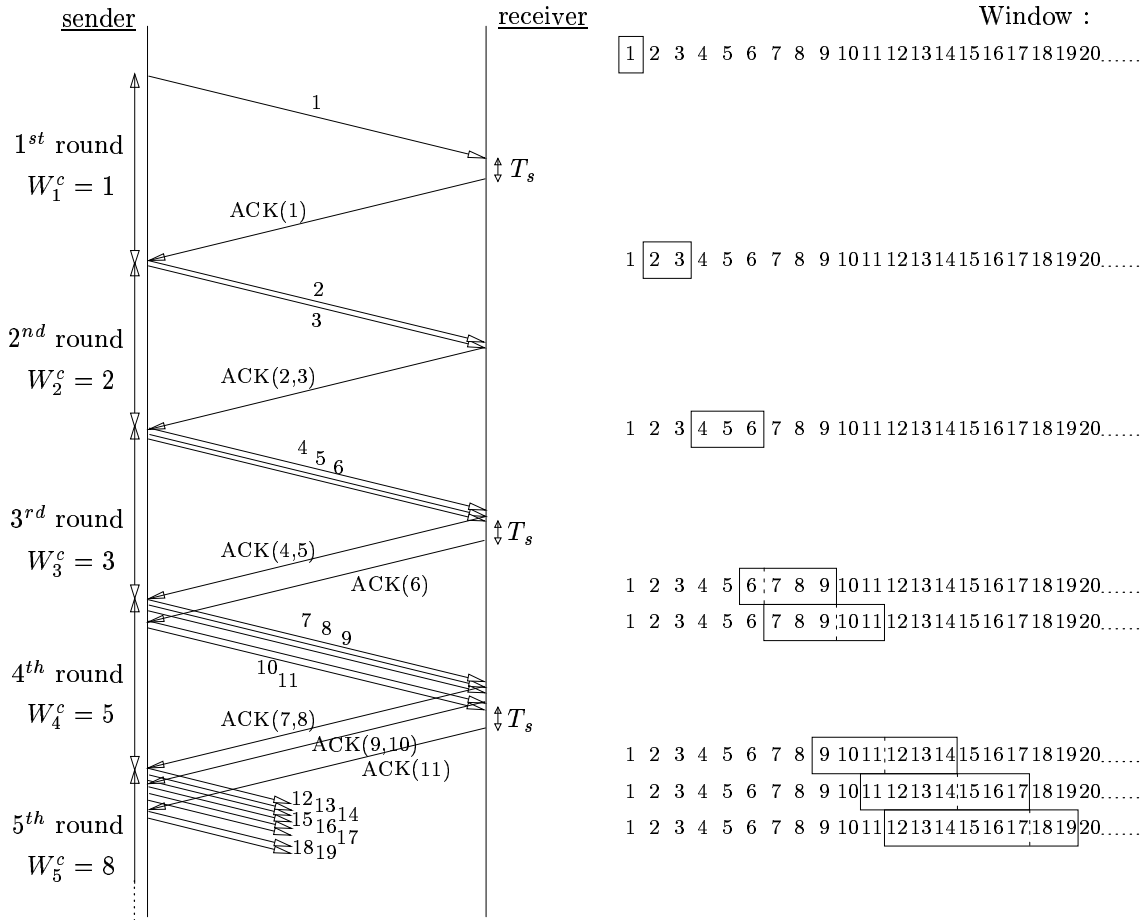 sender
receiver
Window :
1 2 3 4 5 6 7 8 9 10 11 12 13 14 15 16 17 18 19 20......
1
1st round
W_1^c = 1
T_s
ACK(1)
1 2 3 4 5 6 7 8 9 10 11 12 13 14 15 16 17 18 19 20......
2
3
2nd round
W_2^c = 2
ACK(2,3)
1 2 3 4 5 6 7 8 9 10 11 12 13 14 15 16 17 18 19 20......
4 5 6
3rd round
W_3^c = 3
T_s
ACK(4,5)
ACK(6)
1 2 3 4 5 6 7 8 9 10 11 12 13 14 15 16 17 18 19 20......
1 2 3 4 5 6 7 8 9 10 11 12 13 14 15 16 17 18 19 20......
7 8 9
10 11
4th round
W_4^c = 5
T_s
ACK(7,8)
ACK(9,10)
ACK(11)
1 2 3 4 5 6 7 8 9 10 11 12 13 14 15 16 17 18 19 20......
1 2 3 4 5 6 7 8 9 10 11 12 13 14 15 16 17 18 19 20......
1 2 3 4 5 6 7 8 9 10 11 12 13 14 15 16 17 18 19 20......
12 13 14
15 16 17
18 19
5th round
W_5^c = 8